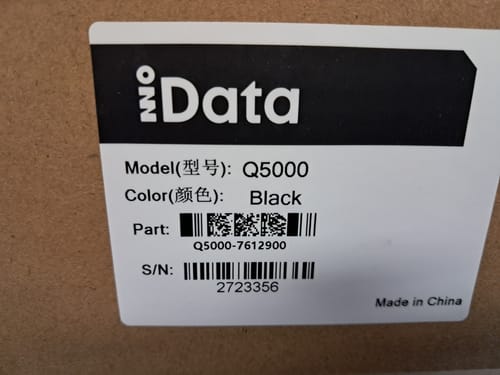 INNO
iData
Model(型号): Q5000
Color(颜色): Black
Part:
Q5000-7612900
S/N:
2723356
Made in China